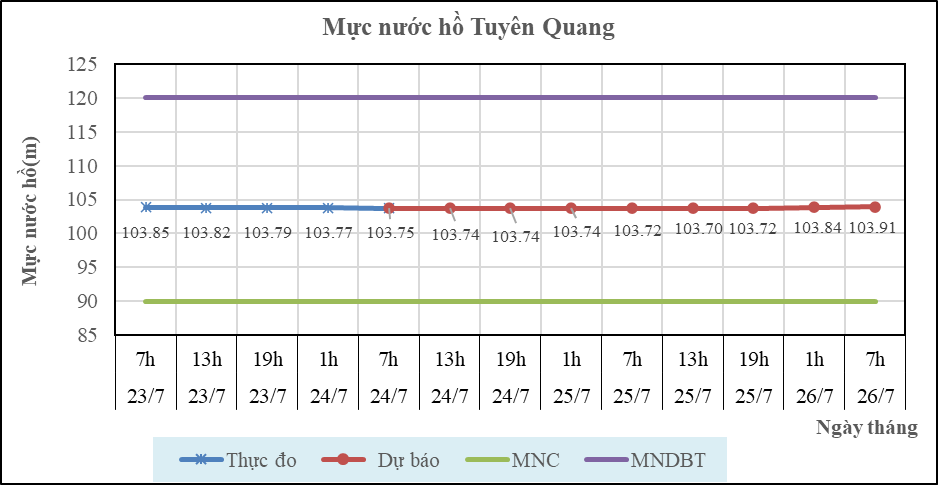 Mực nước hồ Tuyên Quang
Mực nước hồ(m)
125
120
115
110
105
100
95
90
85
103.85 103.82 103.79 103.77 103.75 103.74 103.74 103.74 103.72 103.70 103.72 103.84 103.91
7h 13h 19h 1h 7h 13h 19h 1h 7h 13h 19h 1h 7h
23/7 23/7 23/7 24/7 24/7 24/7 24/7 25/7 25/7 25/7 25/7 26/7 26/7
Ngày tháng
Thực đo Dự báo MNC MNDBT